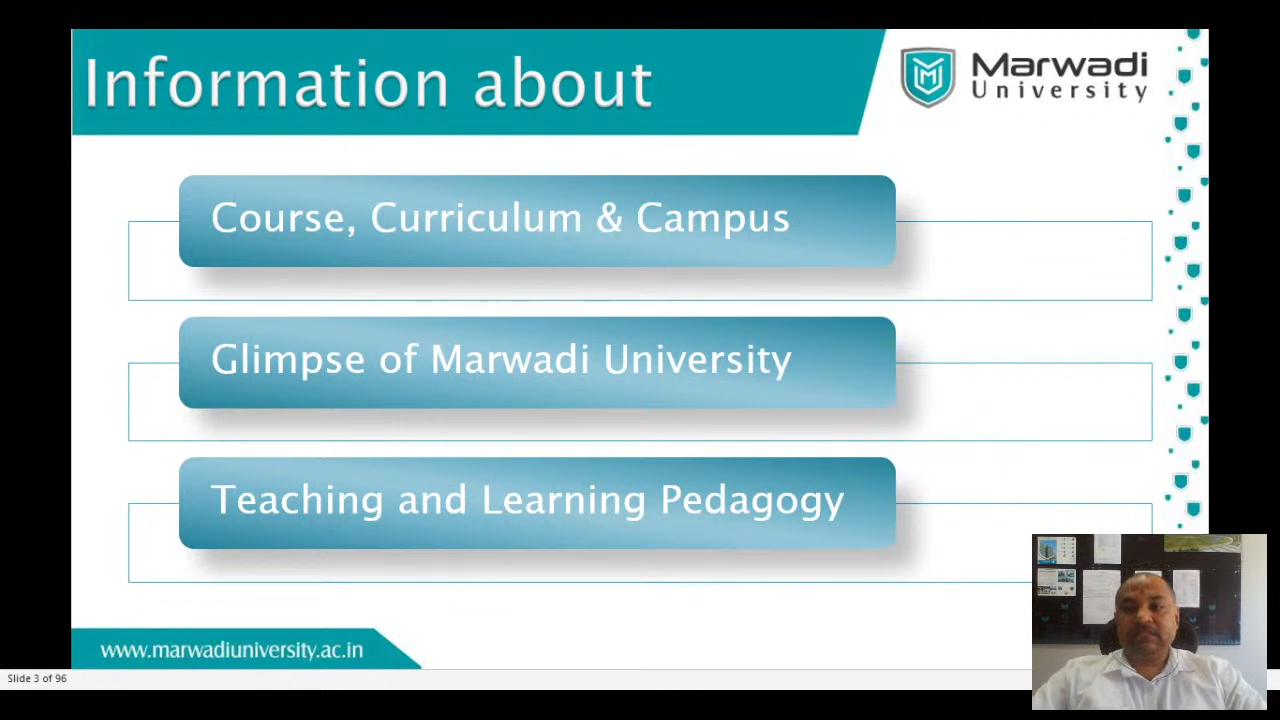 Information about
Marwadi
University
Course, Curriculum & Campus
Glimpse of Marwadi University
Teaching and Learning Pedagogy
www.marwadiuniversity.ac.in
Slide 3 of 96